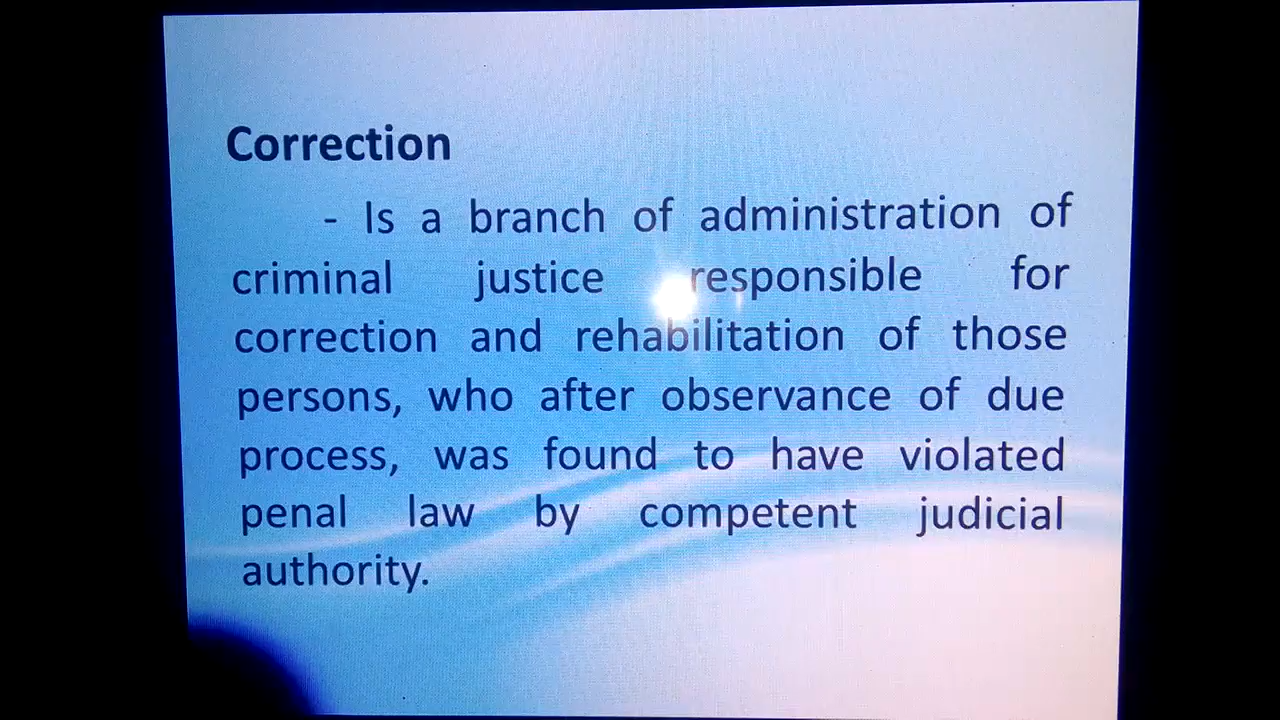 Correction
- Is a branch of administration of
criminal justice responsible for
correction and rehabilitation of those
persons, who after observance of due
process, was found to have violated
penal law by competent judicial
authority.